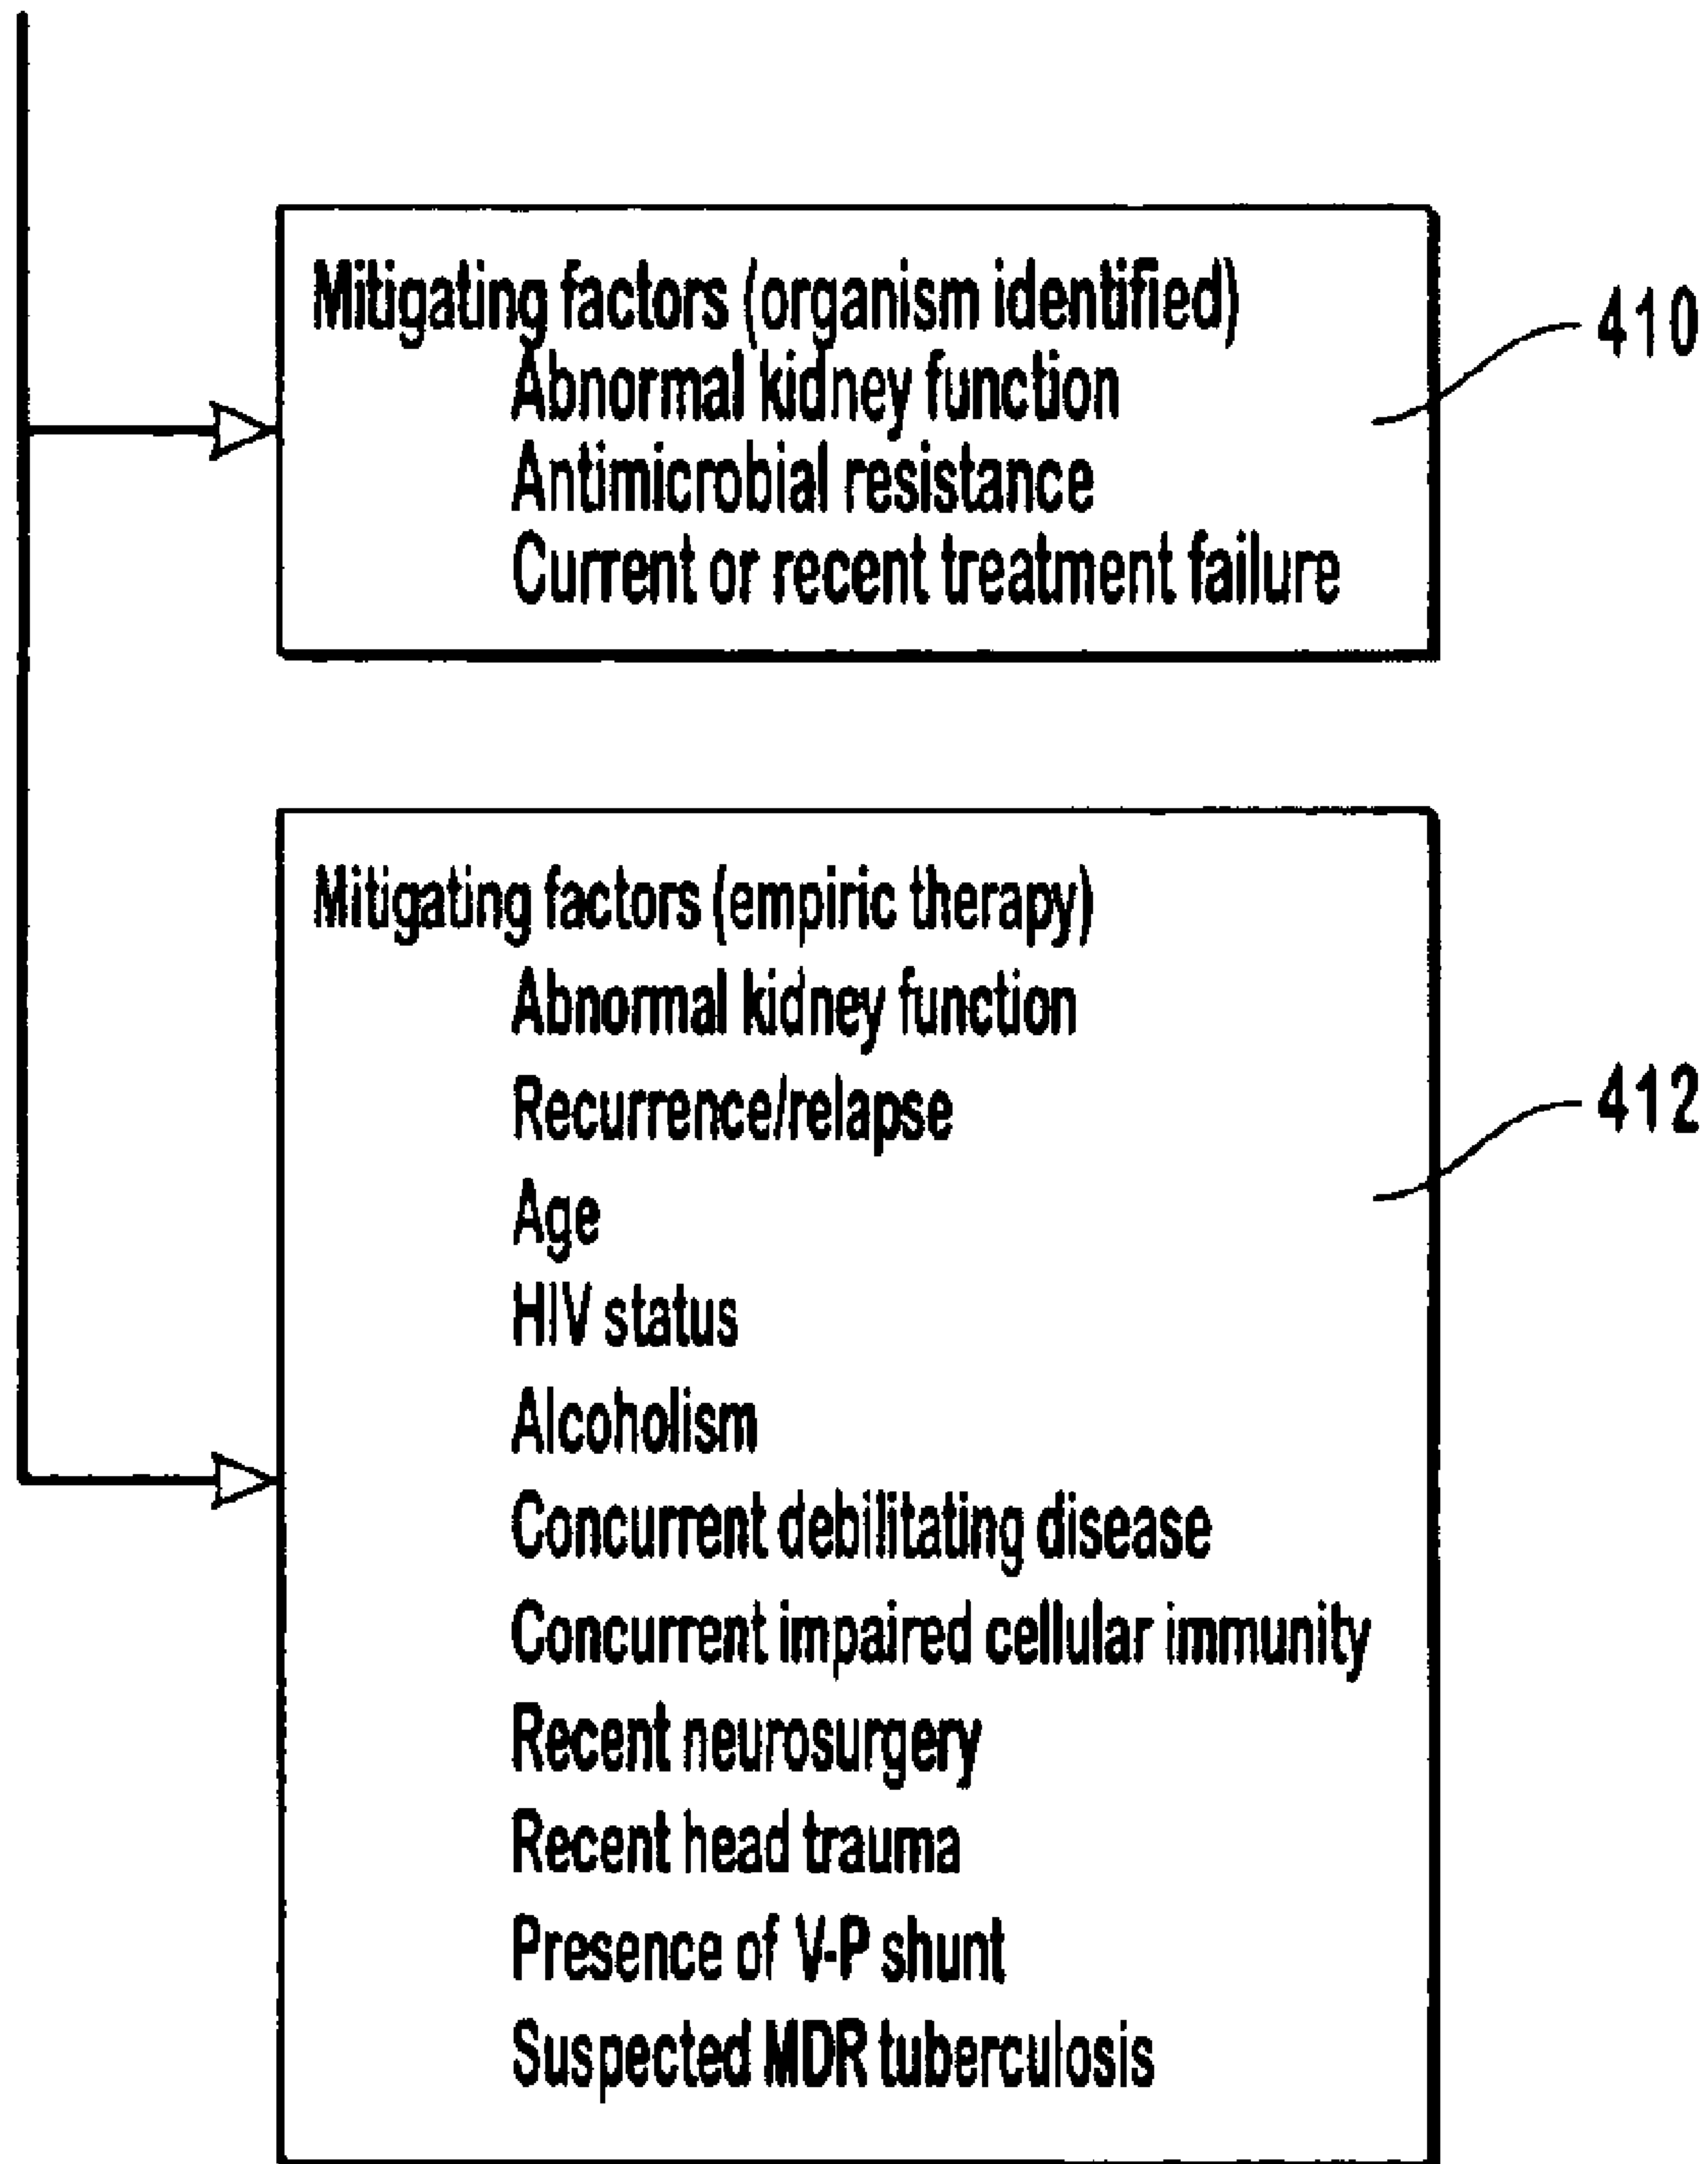 Mitigating factors (organism identified)
Abnormal kidney function
410
Antimicrobial resistance
Current or recent treatment failure
Mitigating factors (empiric therapy)
Abnormal kidney function
Recurrence/relapse
412
Age
HIV status
Alcoholism
Concurrent debilitating disease
Concurrent impaired cellular immunity
Recent neurosurgery
Recent head trauma
Presence of V-P shunt
Suspected MDR tuberculosis